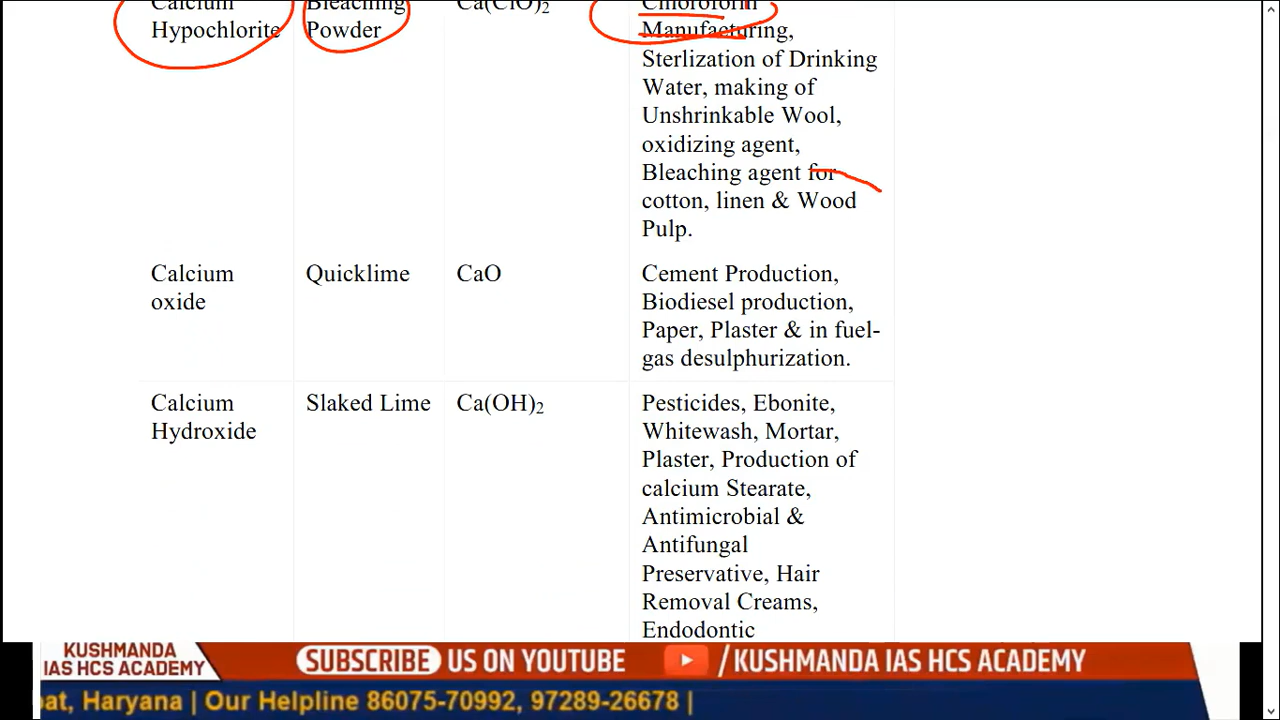 Calcium
Hypochlorite
Bleaching
Powder
Ca(ClO)₂
Chloroform
Manufacturing,
Sterlization of Drinking
Water, making of
Unshrinkable Wool,
oxidizing agent,
Bleaching agent for
cotton, linen & Wood
Pulp.
Calcium
oxide
Quicklime
CaO
Cement Production,
Biodiesel production,
Paper, Plaster & in fuel-
gas desulphurization.
Calcium
Hydroxide
Slaked Lime
Ca(OH)₂
Pesticides, Ebonite,
Whitewash, Mortar,
Plaster, Production of
calcium Stearate,
Antimicrobial &
Antifungal
Preservative, Hair
Removal Creams,
Endodontic
KUSHMANDA
IAS HCS ACADEMY
SUBSCRIBE US ON YOUTUBE /KUSHMANDA IAS HCS ACADEMY
Haryana | Our Helpline 86075-70992, 97289-26678 |